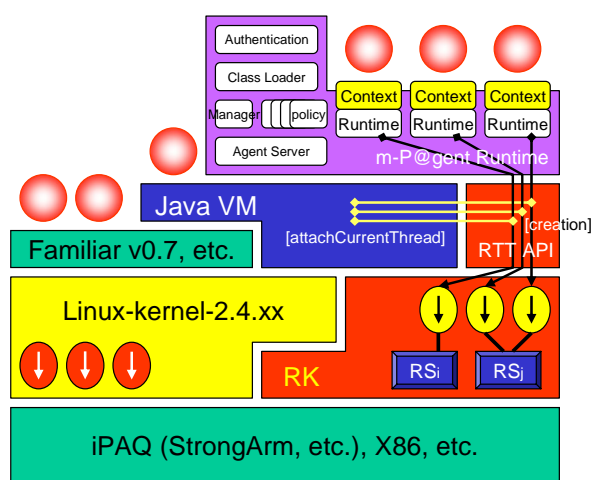 Authentication
Class Loader
Manager policy
Agent Server
Context Context Context
Runtime Runtime Runtime
m-P@gent Runtime
Java VM
[creation]
[attachCurrentThread]
RTT API
Familiar v0.7, etc.
Linux-kernel-2.4.xx
RK
RSi RSj
iPAQ (StrongArm, etc.), X86, etc.